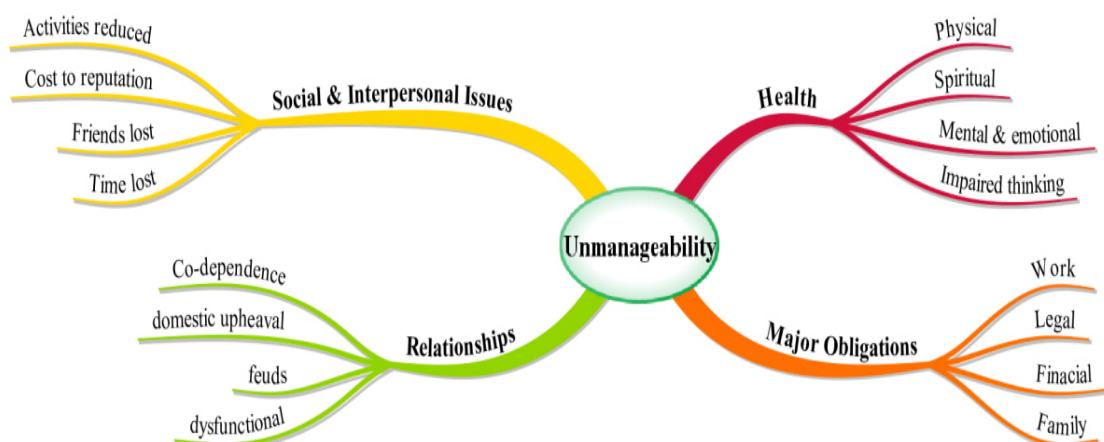 Activities reduced
Cost to reputation
Friends lost
Time lost
Social & Interpersonal Issues
Health
Physical
Spiritual
Mental & emotional
Impaired thinking
Unmanageability
Co-dependence
domestic upheaval
feuds
dysfunctional
Relationships
Major Obligations
Work
Legal
Finacial
Family